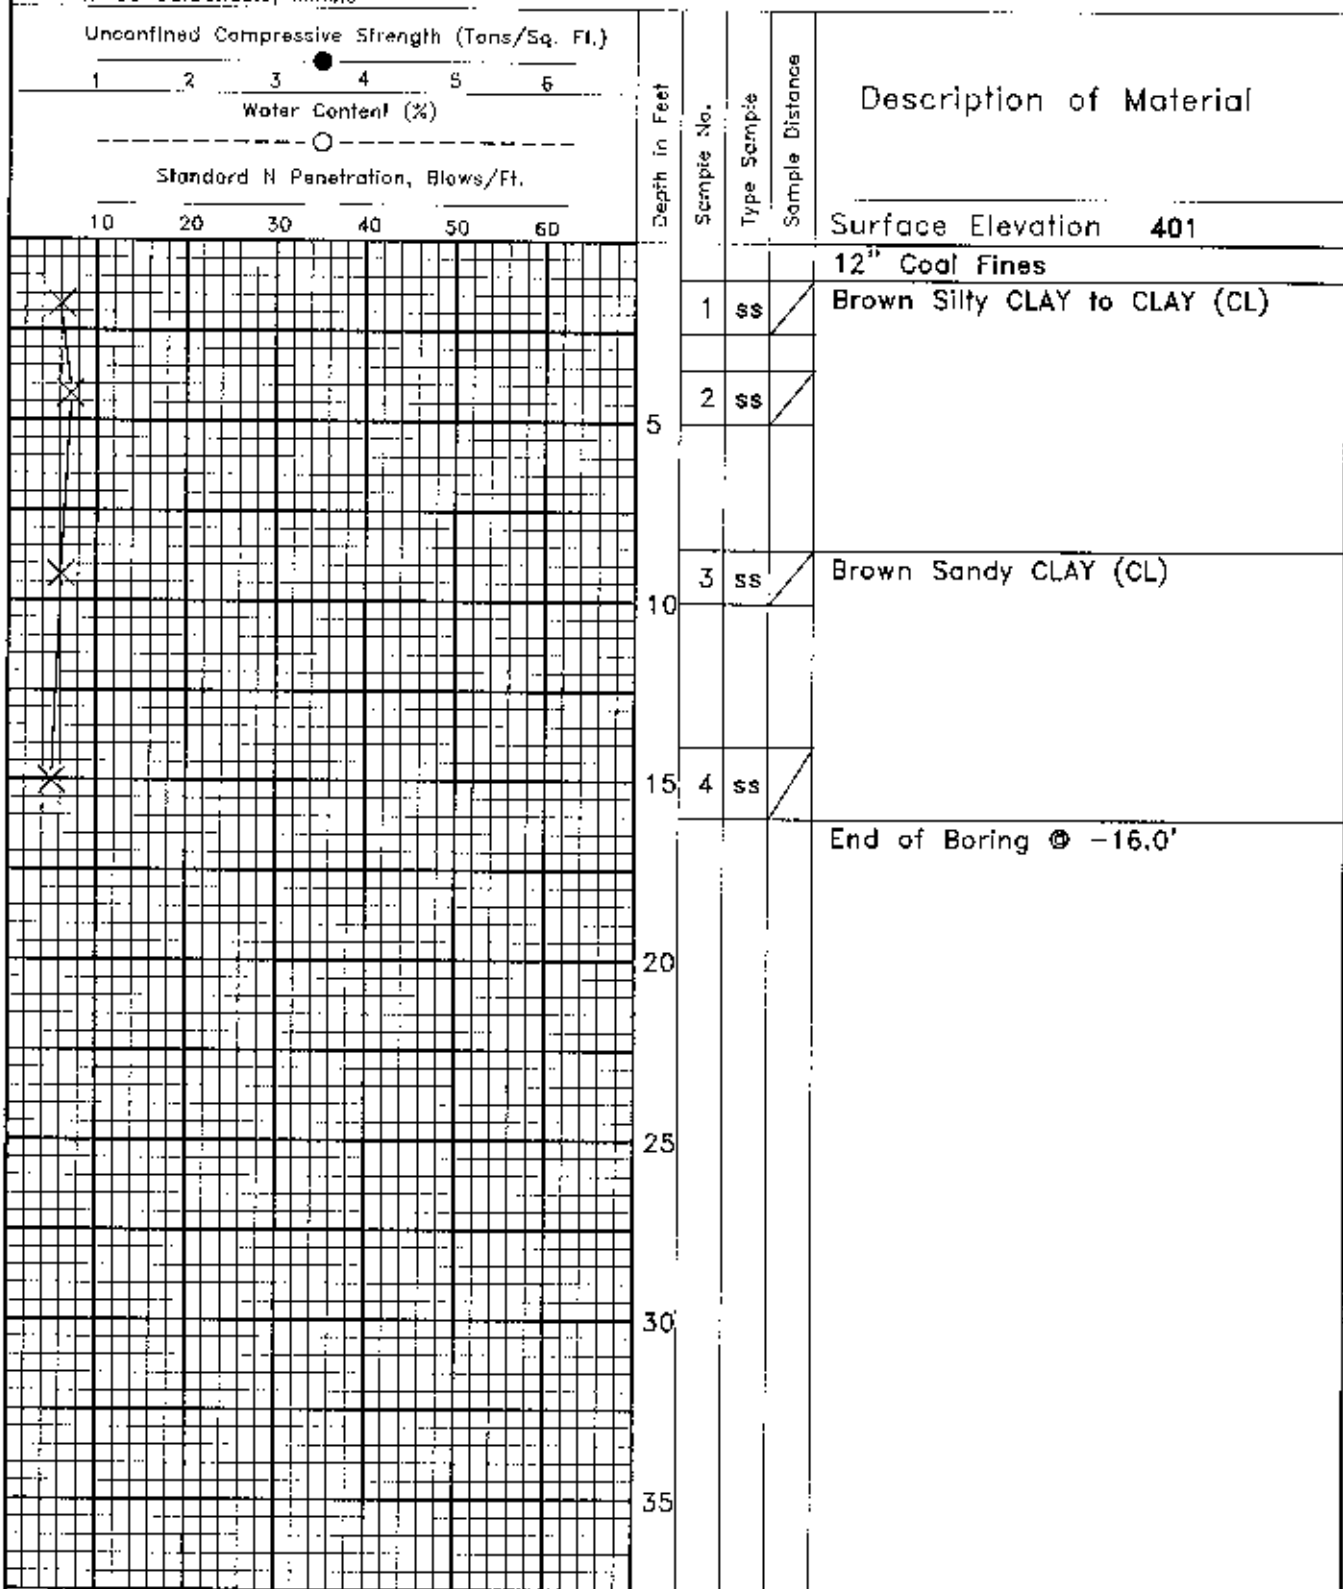 Unconfined Compressive Strength (Tons/Sq. Ft.)
1 2 3 4 5 6
Water Content (%)
Standard N Penetration, Blows/Ft.
10 20 30 40 50 60
Depth in Feet
Sample No.
Type Sample
Sample Distance
Description of Material
Surface Elevation 401
12" Coal Fines
1 ss Brown Silty CLAY to CLAY (CL)
2 ss
5
3 ss Brown Sandy CLAY (CL)
10
15 4 ss
End of Boring @ -16.0'
20
25
30
35